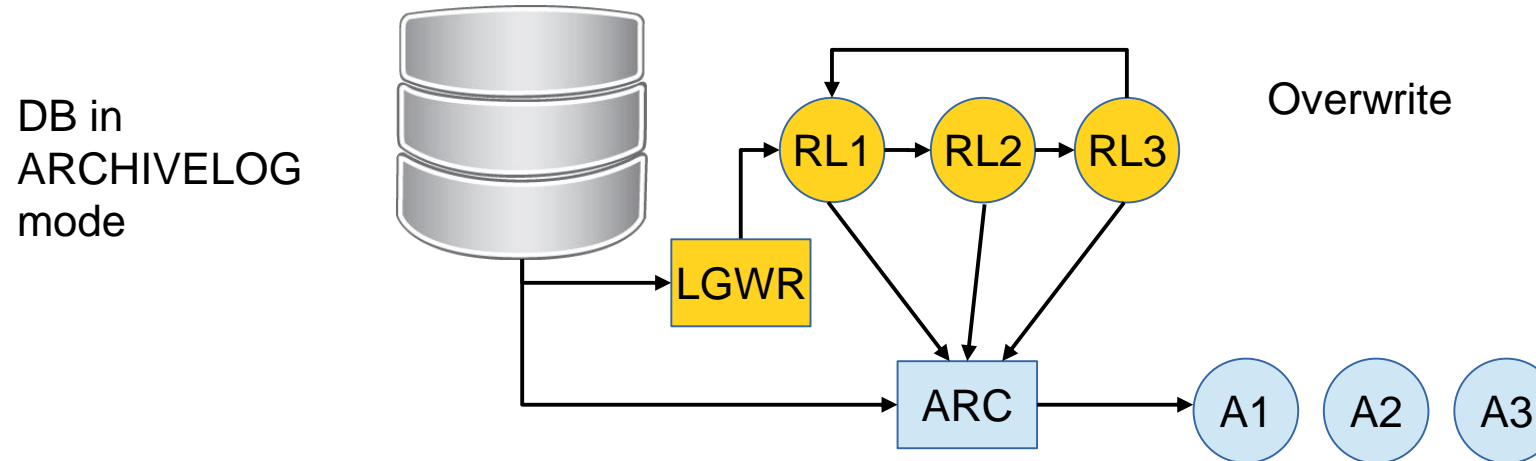 DB in
ARCHIVELOG
mode
Overwrite
RL1
RL2
RL3
LGWR
ARC
A1
A2
A3